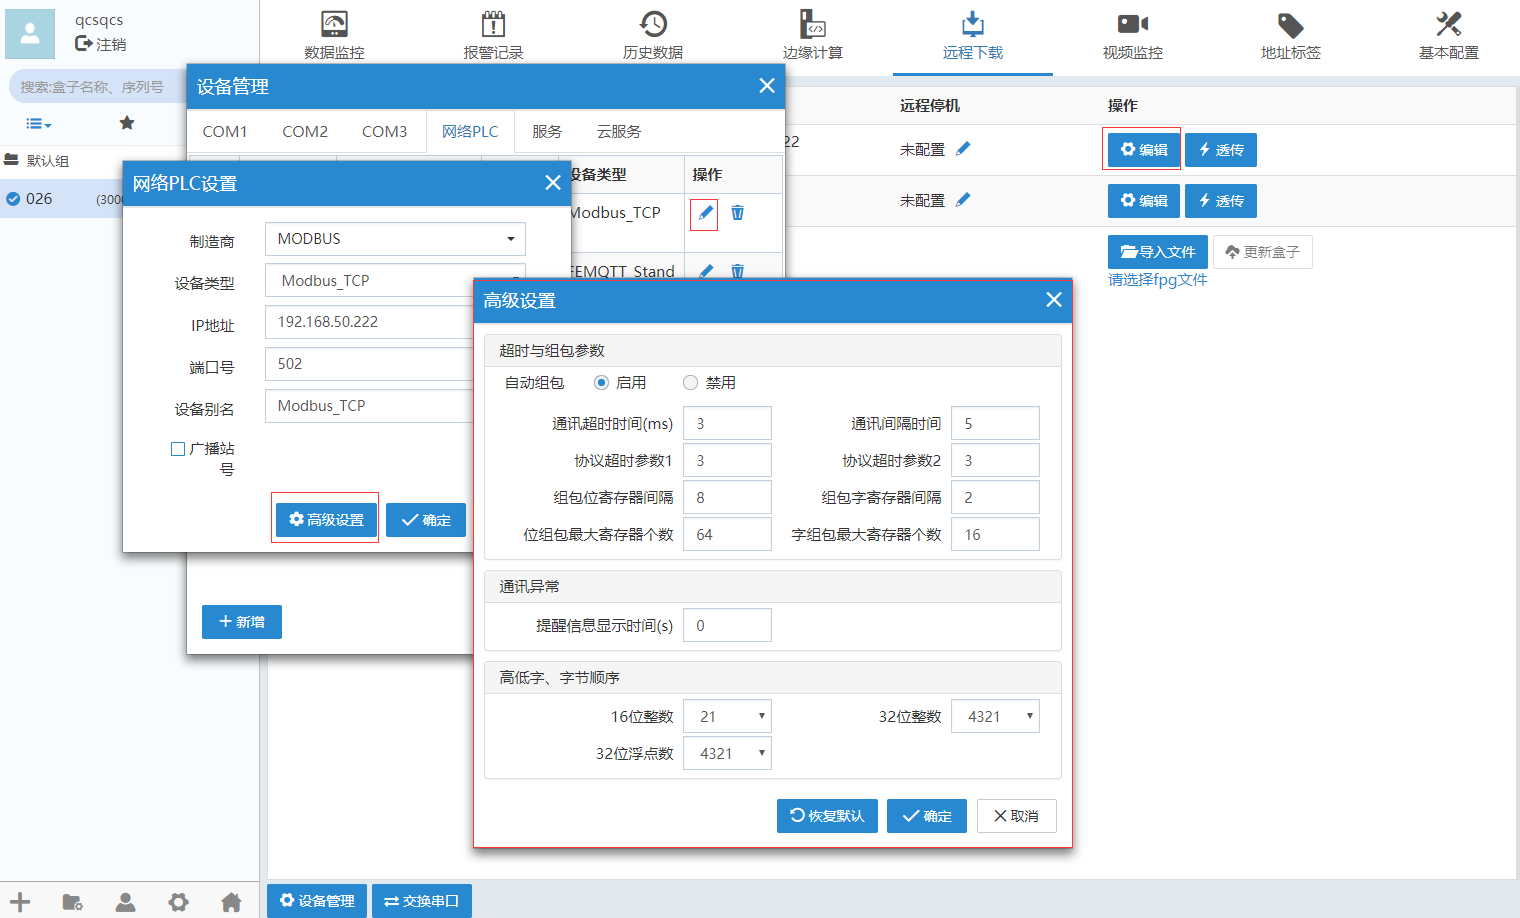 qcsqcs
注销
数据监控
报警记录
历史数据
边缘计算
远程下载
视频监控
地址标签
基本配置
搜索:盒子名称、序列号
默认组
026
远程停机
操作
22
未配置
编辑
透传
未配置
编辑
透传
导入文件
更新盒子
请选择fpg文件
设备管理
COM1
COM2
COM3
网络PLC
服务
云服务
设备类型
操作
Modbus_TCP
FEMQTT_Stand
新增
网络PLC设置
制造商
MODBUS
设备类型
Modbus_TCP
IP地址
192.168.50.222
端口号
502
设备别名
Modbus_TCP
广播站
号
高级设置
确定
高级设置
超时与组包参数
自动组包
启用
禁用
通讯超时时间(ms)
3
通讯间隔时间
5
协议超时参数1
3
协议超时参数2
3
组包位寄存器间隔
8
组包字寄存器间隔
2
位组包最大寄存器个数
64
字组包最大寄存器个数
16
通讯异常
提醒信息显示时间(s)
0
高低字、字节顺序
16位整数
21
32位整数
4321
32位浮点数
4321
恢复默认
确定
取消
设备管理
交换串口